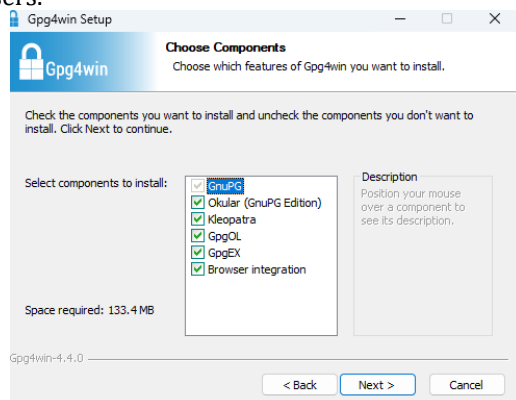 sers.
Gpg4win Setup
Gpg4win
Choose Components
Choose which features of Gpg4win you want to install.
Check the components you want to install and uncheck the components you don't want to
install. Click Next to continue.
Select components to install:
GnuPG
Okular (GnuPG Edition)
Kleopatra
GpgOL
GpgEX
Browser integration
Description
Position your mouse
over a component to
see its description.
Space required: 133.4 MB
Gpg4win-4.4.0
< Back
Next >
Cancel